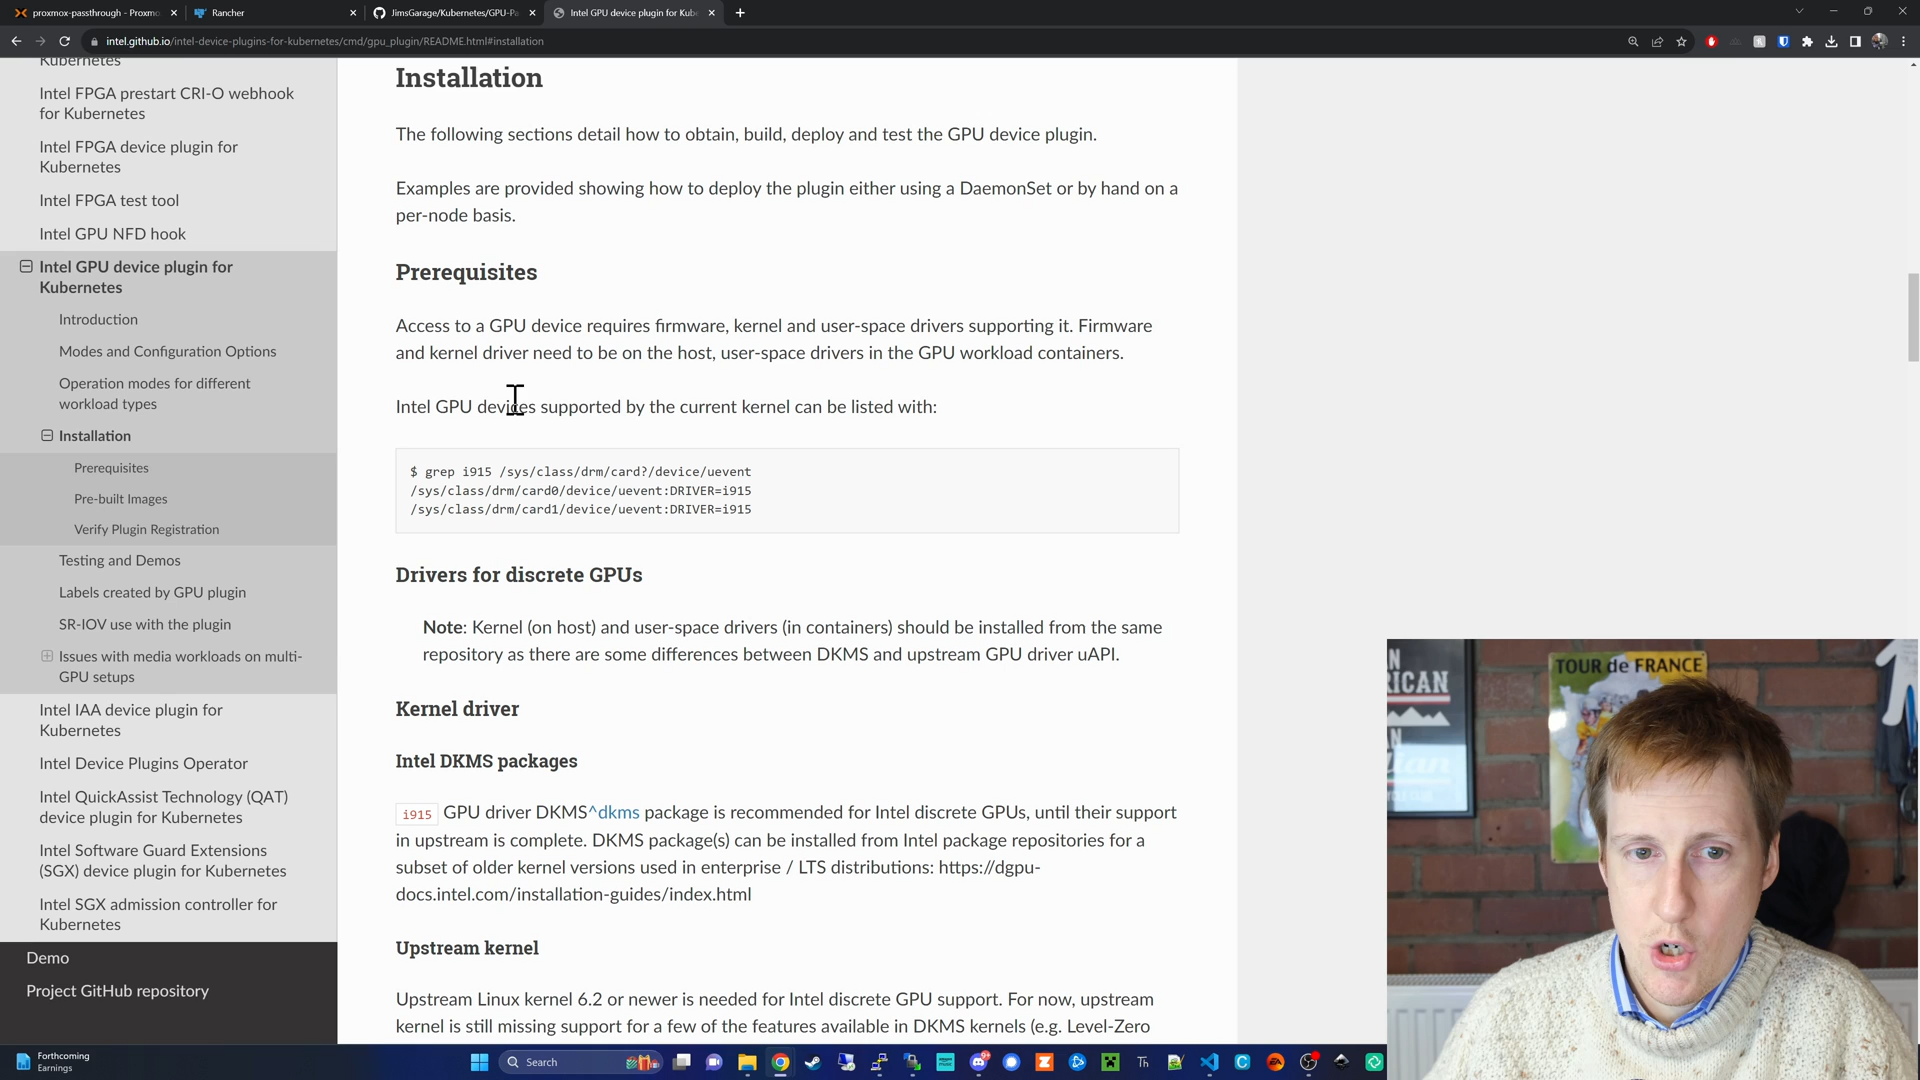 proxmox-passthrough - Proxmo
Rancher
JimsGarage/Kubernetes/GPU-Pa
Intel GPU device plugin for Kub
intel.github.io/intel-device-plugins-for-kubernetes/cmd/gpu_plugin/README.html#installation
Kubernetes
Intel FPGA prestart CRI-O webhook
for Kubernetes
Intel FPGA device plugin for
Kubernetes
Intel FPGA test tool
Intel GPU NFD hook
Intel GPU device plugin for
Kubernetes
Introduction
Modes and Configuration Options
Operation modes for different
workload types
Installation
Prerequisites
Pre-built Images
Verify Plugin Registration
Testing and Demos
Labels created by GPU plugin
SR-IOV use with the plugin
Issues with media workloads on multi-
GPU setups
Intel IAA device plugin for
Kubernetes
Intel Device Plugins Operator
Intel QuickAssist Technology (QAT)
device plugin for Kubernetes
Intel Software Guard Extensions
(SGX) device plugin for Kubernetes
Intel SGX admission controller for
Kubernetes
Demo
Project GitHub repository
Installation
The following sections detail how to obtain, build, deploy and test the GPU device plugin.
Examples are provided showing how to deploy the plugin either using a DaemonSet or by hand on a
per-node basis.
Prerequisites
Access to a GPU device requires firmware, kernel and user-space drivers supporting it. Firmware
and kernel driver need to be on the host, user-space drivers in the GPU workload containers.
Intel GPU devices supported by the current kernel can be listed with:
$ grep i915 /sys/class/drm/card?/device/uevent
/sys/class/drm/card0/device/uevent:DRIVER=i915
/sys/class/drm/card1/device/uevent:DRIVER=i915
Drivers for discrete GPUs
Note: Kernel (on host) and user-space drivers (in containers) should be installed from the same
repository as there are some differences between DKMS and upstream GPU driver uAPI.
Kernel driver
Intel DKMS packages
i915 GPU driver DKMS^dkms package is recommended for Intel discrete GPUs, until their support
in upstream is complete. DKMS package(s) can be installed from Intel package repositories for a
subset of older kernel versions used in enterprise / LTS distributions: https://dgpu-
docs.intel.com/installation-guides/index.html
Upstream kernel
Upstream Linux kernel 6.2 or newer is needed for Intel discrete GPU support. For now, upstream
kernel is still missing support for a few of the features available in DKMS kernels (e.g. Level-Zero
TOUR de FRANCE
RICAN
Forthcoming
Earnings
Search